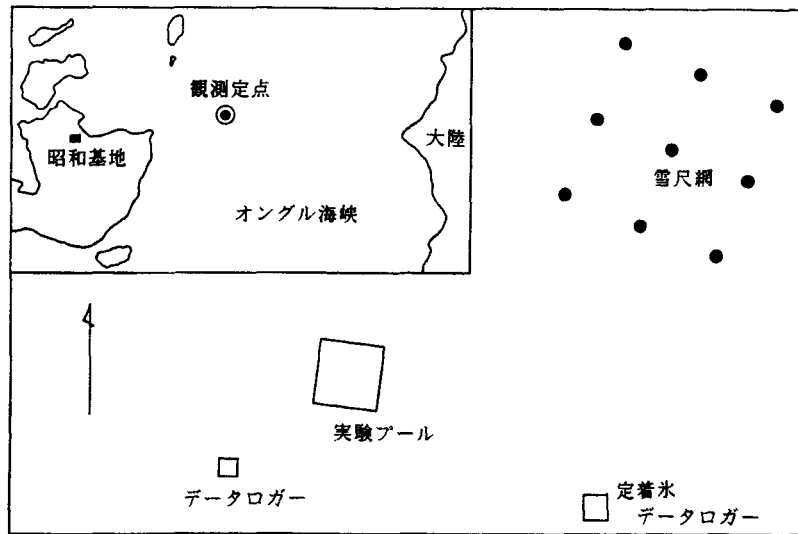 観測定点
昭和基地
大陸
オングル海峡
雪尺網
実験プール
データロガー
定着氷
データロガー